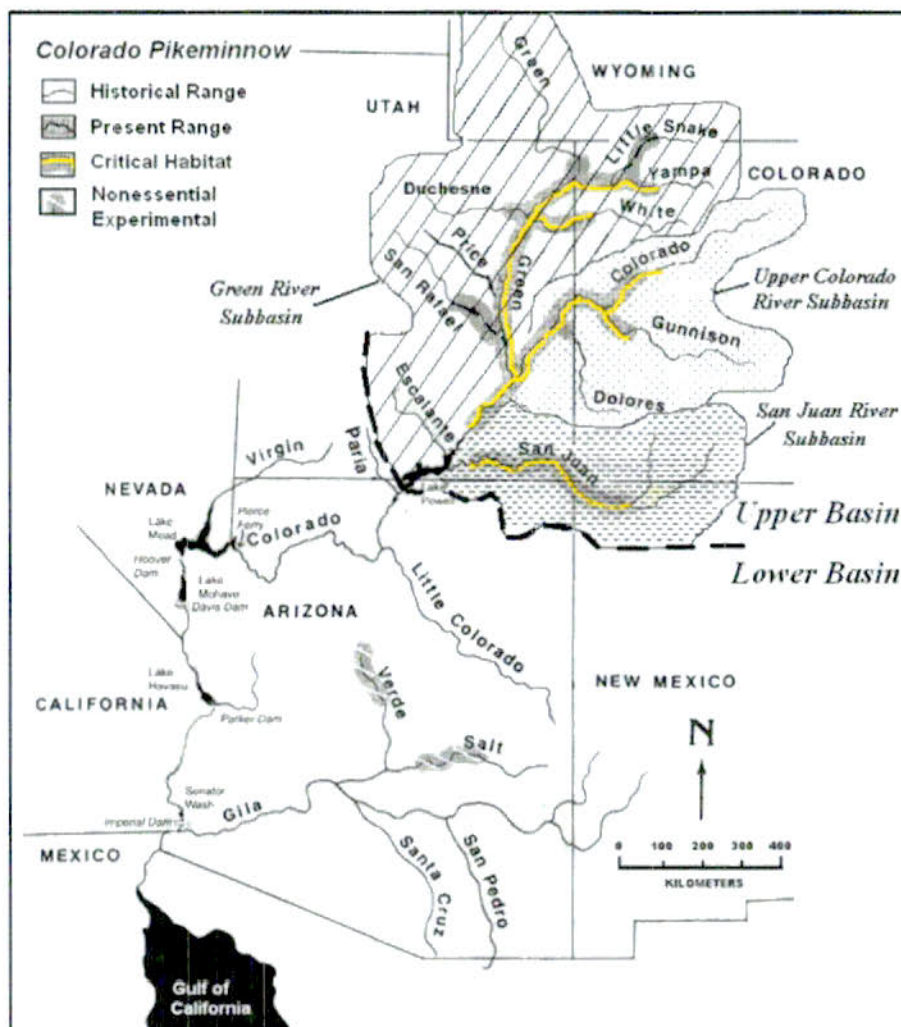 Colorado Pikeminnow
Historical Range
Present Range
Critical Habitat
Nonessential
Experimental
Green
WYOMING
UTAH
Little Snake
Yampa
COLORADO
Duchesne
White
Price
Green
Colorado
San Rafael
Green River
Subbasin
Upper Colorado
River Subbasin
Gunnison
Escalante
Dolores
San Juan River
Subbasin
Paria
Virgin
San Juan
NEVADA
Lake
Powell
Upper Basin
Lower Basin
Lake
Mead
Pierce
Ferry
Colorado
Hoover
Dam
Lake
Mohave
Davis Dam
ARIZONA
Little Colorado
Lake
Havasu
Verde
NEW MEXICO
CALIFORNIA
Parker Dam
N
Salt
Senator
Wash
Gila
Imperial Dam
MEXICO
0 100 200 300 400
KILOMETERS
Santa Cruz
San Pedro
Gulf of
California